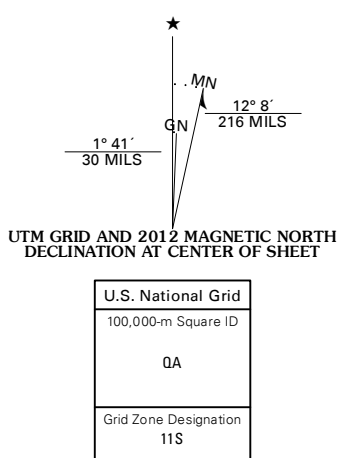 ★
MN
GN
12° 8´
216 MILS
1° 41´
30 MILS
UTM GRID AND 2012 MAGNETIC NORTH
DECLINATION AT CENTER OF SHEET
U.S. National Grid
100,000-m Square ID
QA
Grid Zone Designation
11S